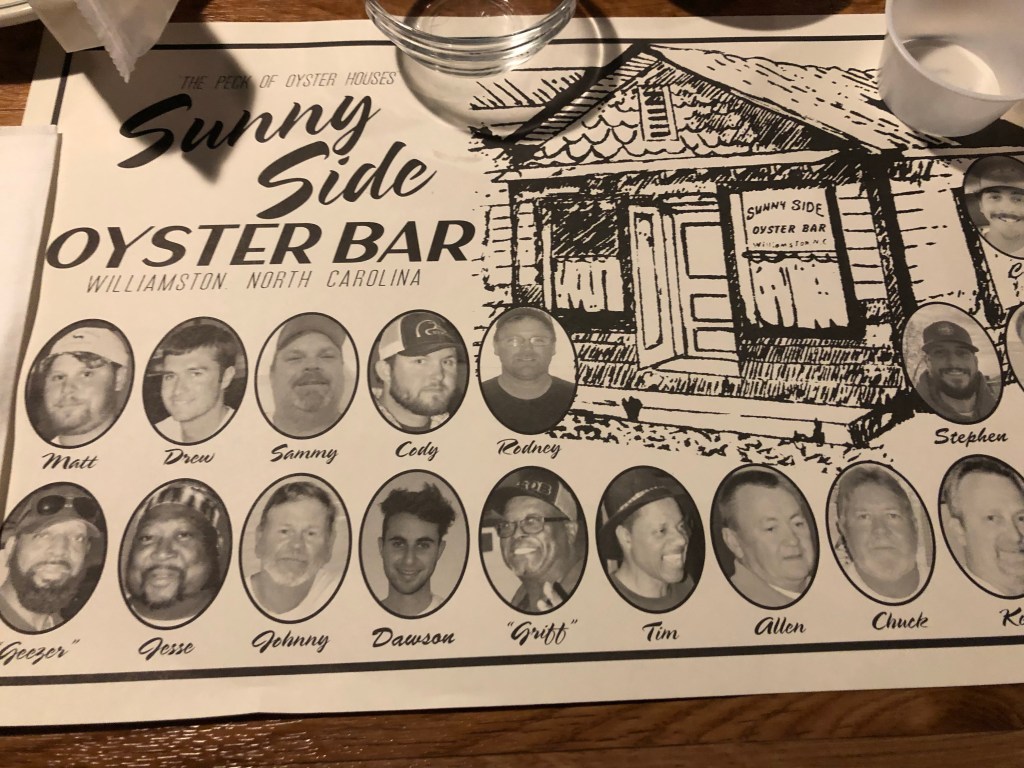 THE PECK OF OYSTER HOUSES
Sunny
Side
OYSTER BAR
WILLIAMSTON, NORTH CAROLINA
SUNNY SIDE
OYSTER BAR
WILLIAMSTON N.C.
Matt Drew Sammy Cody Rodney Stephen
"Geezer" Jesse Johnny Dawson "Griff" Tim Allen Chuck